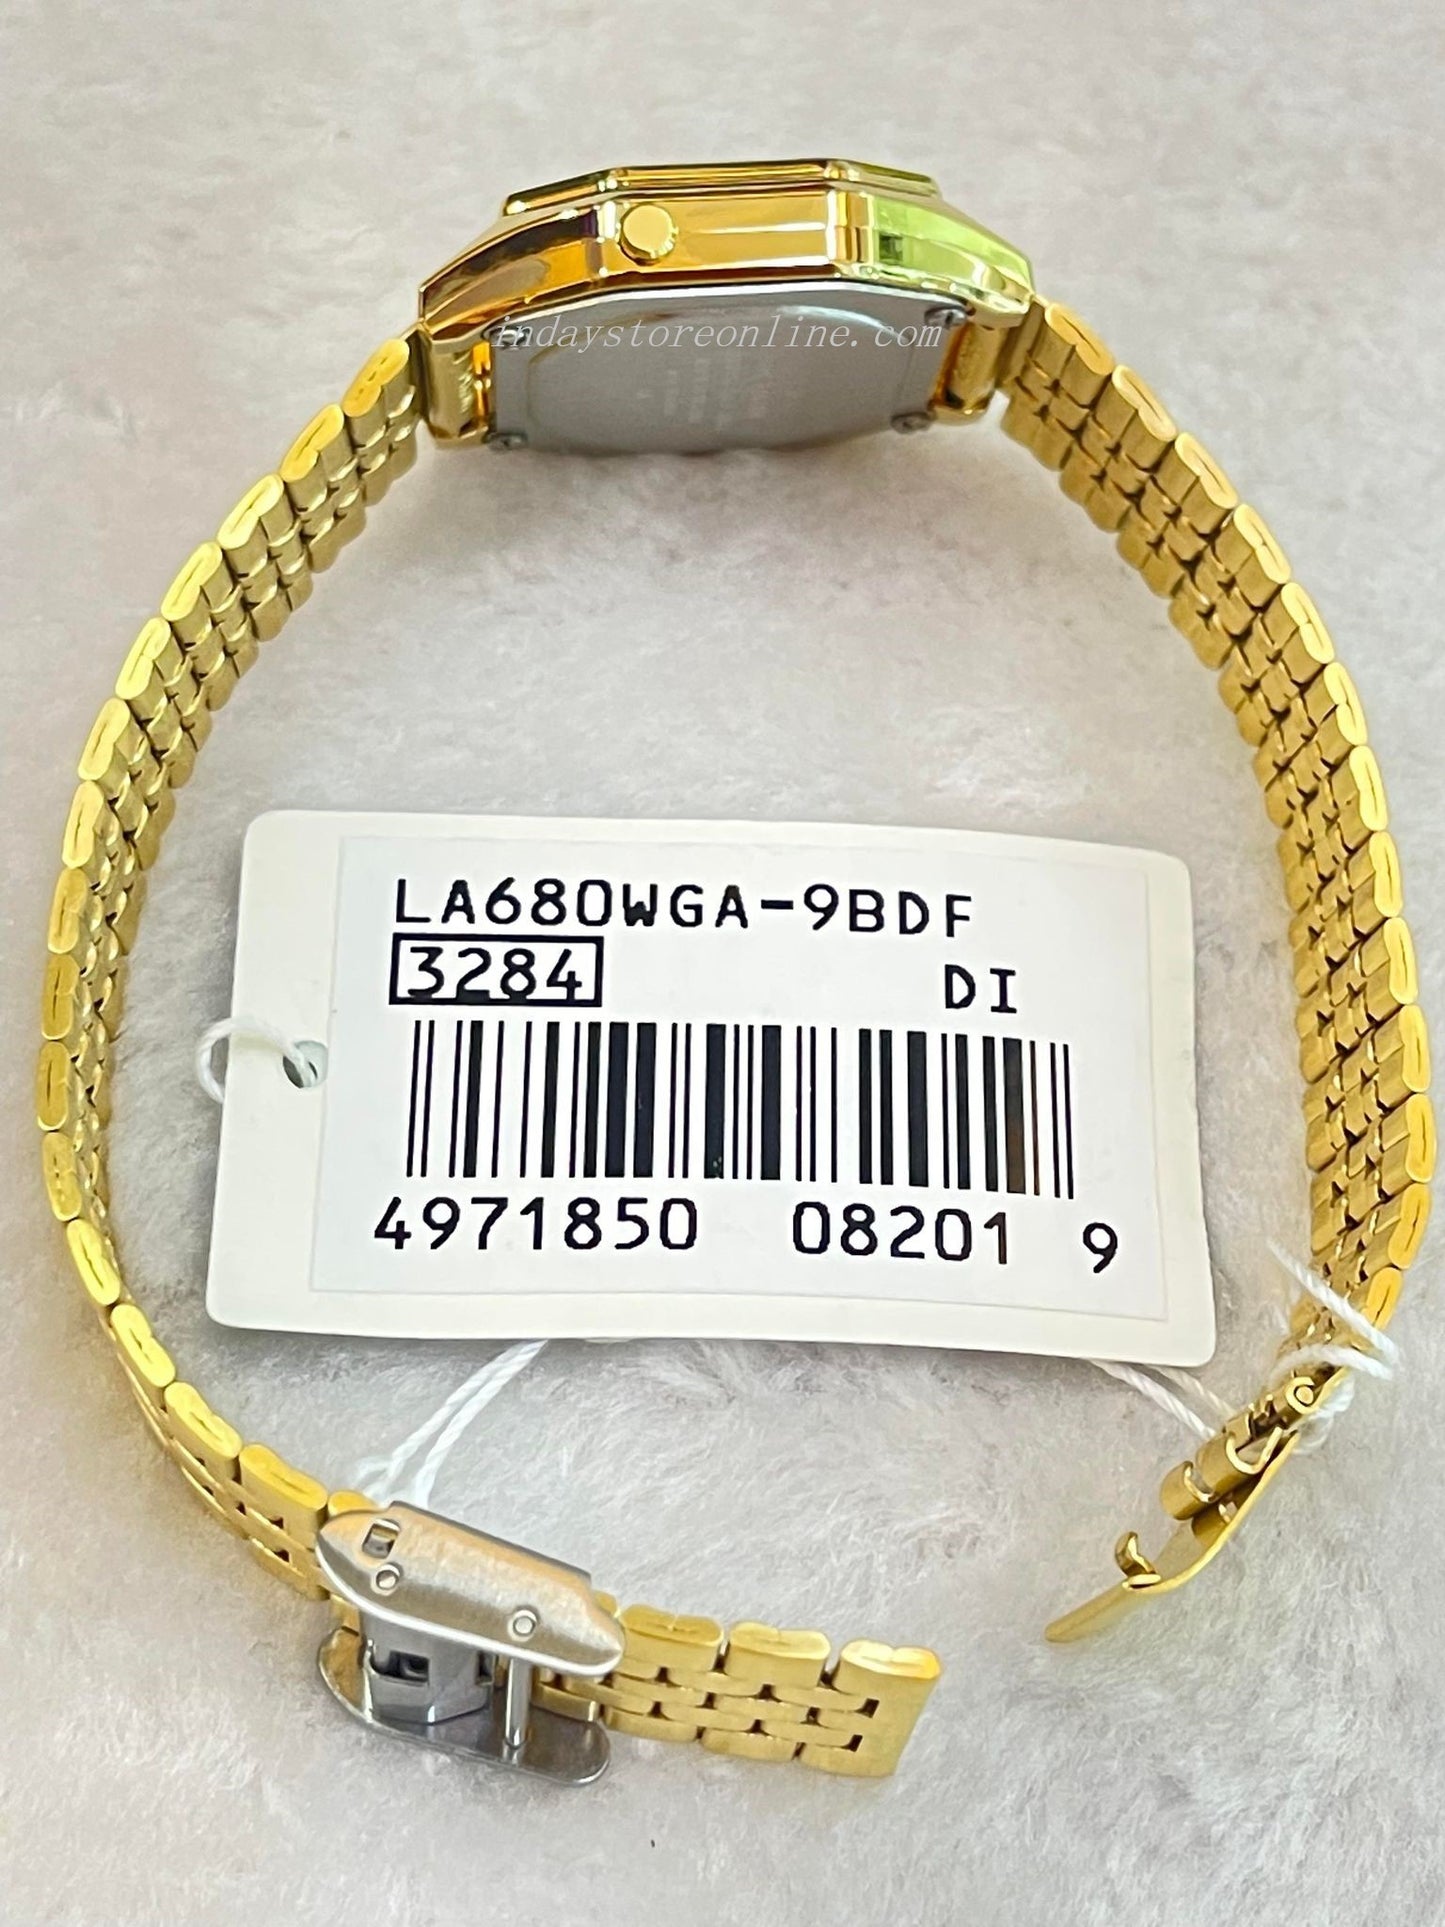 indaystoreonline.com
LA680WGA-9BDF
3284 DI
4971850 08201 9